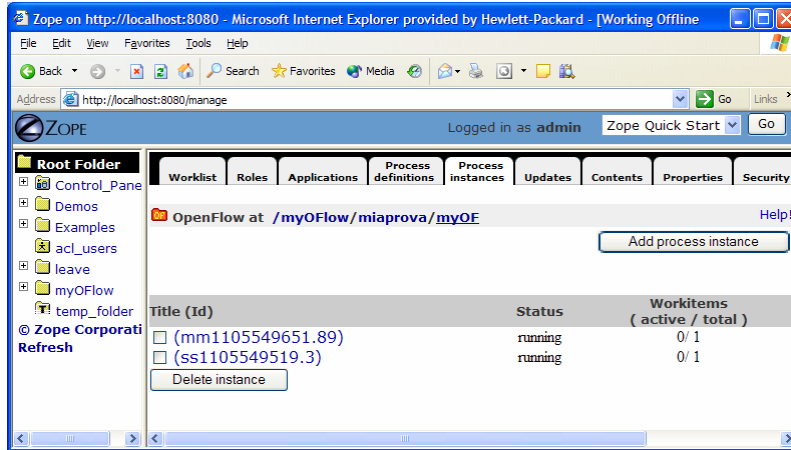 Zope on http://localhost:8080 - Microsoft Internet Explorer provided by Hewlett-Packard - [Working Offline
File Edit View Favorites Tools Help
Back Search Favorites Media
Address http://localhost:8080/manage Go Links
ZOPE Logged in as admin Zope Quick Start Go
Root Folder
Control_Pane
Demos
Examples
acl_users
leave
myOFlow
temp_folder
© Zope Corporati
Refresh
Worklist Roles Applications Process definitions Process instances Updates Contents Properties Security
OF OpenFlow at /myOFlow/miaprova/myOF Help!
Add process instance
Title (Id) Status Workitems
( active / total )
(mm1105549651.89) running 0/ 1
(ss1105549519.3) running 0/ 1
Delete instance